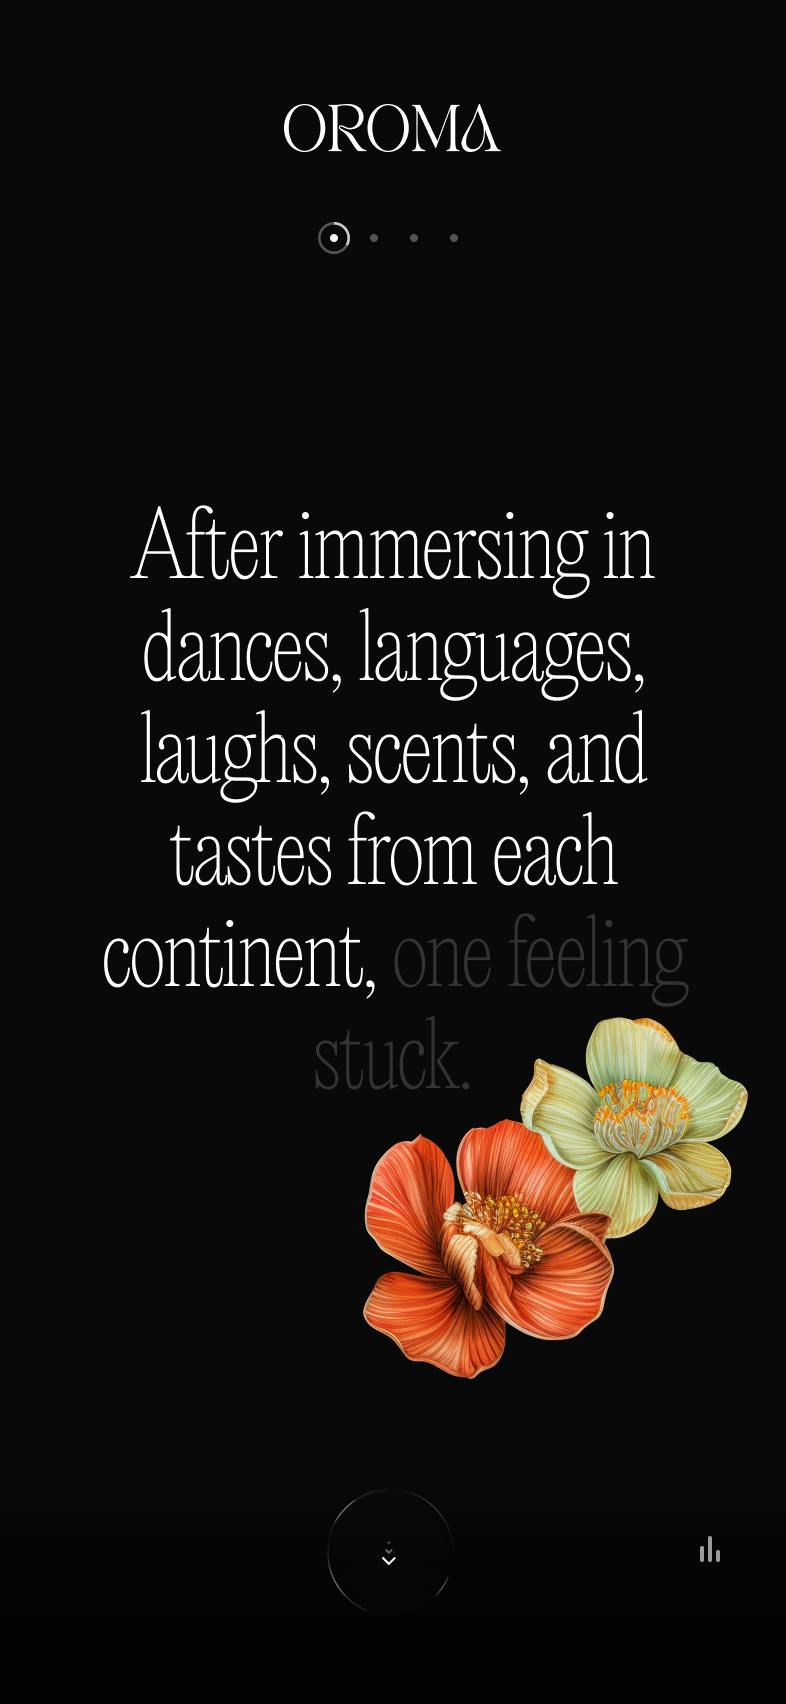 OROMA
After immersing in
dances, languages,
laughs, scents, and
tastes from each
continent, one feeling
stuck.